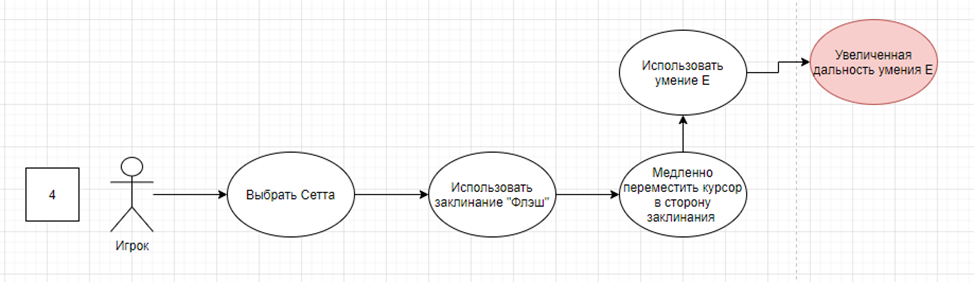 4
Игрок
Выбрать Сетта
Использовать
заклинание "Флэш"
Медленно
переместить курсор
в сторону
заклинания
Использовать
умение Е
Увеличенная
дальность умения Е